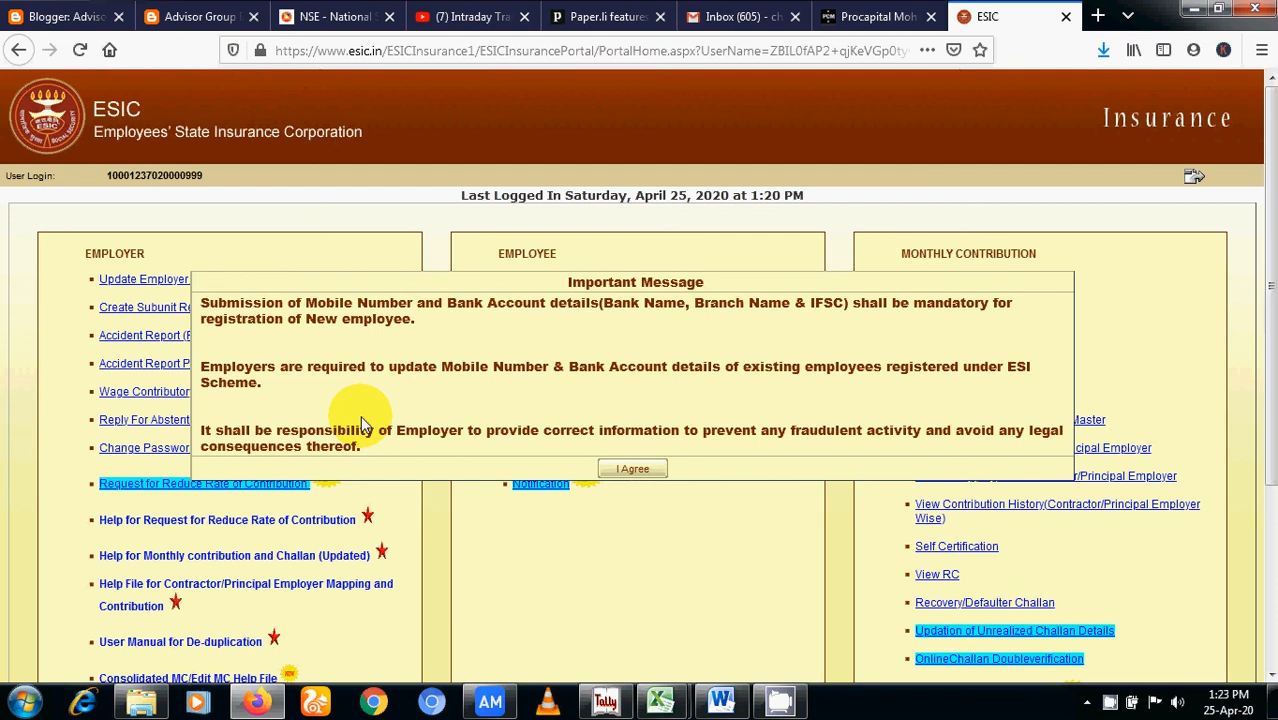 Blogger: Adviso
Advisor Group
NSE - National S
(7) Intraday Tra
Paper.li features
Inbox (605) - ch
Procapital Moh
ESIC
https://www.esic.in/ESICInsurance1/ESICInsurancePortal/PortalHome.aspx?UserName=ZBIL0fAP2+qjKeVGp0ty
ESIC
Employees' State Insurance Corporation
Insurance
User Login: 10001237020000999
Last Logged In Saturday, April 25, 2020 at 1:20 PM
EMPLOYER
Update Employer
Create Subunit Re
Accident Report (F
Accident Report P
Wage Contributor
Reply For Abstent
Change Passwor
Request for Reduce Rate of Contribution
Help for Request for Reduce Rate of Contribution
Help for Monthly contribution and Challan (Updated)
Help File for Contractor/Principal Employer Mapping and
Contribution
User Manual for De-duplication
Consolidated MC/Edit MC Help File
EMPLOYEE
Notification
MONTHLY CONTRIBUTION
Master
r/Principal Employer
View Contribution History(Contractor/Principal Employer
Wise)
Self Certification
View RC
Recovery/Defaulter Challan
Updation of Unrealized Challan Details
OnlineChallan Doubleverification
Important Message
Submission of Mobile Number and Bank Account details(Bank Name, Branch Name & IFSC) shall be mandatory for
registration of New employee.
Employers are required to update Mobile Number & Bank Account details of existing employees registered under ESI
Scheme.
It shall be responsibility of Employer to provide correct information to prevent any fraudulent activity and avoid any legal
consequences thereof.
I Agree
AM
Tally
1:23 PM
25-Apr-20